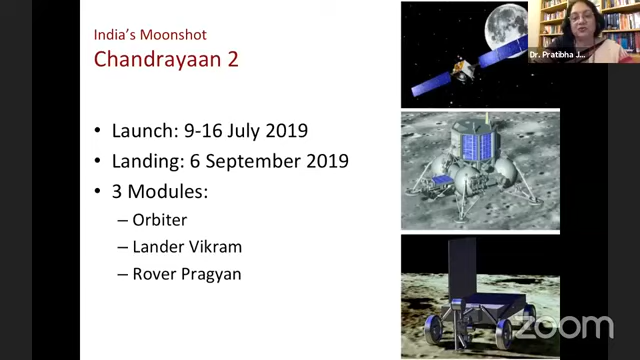 India's Moonshot
Chandrayaan 2
• Launch: 9-16 July 2019
• Landing: 6 September 2019
• 3 Modules:
– Orbiter
– Lander Vikram
– Rover Pragyan
Dr. Pratibha J...
zoom